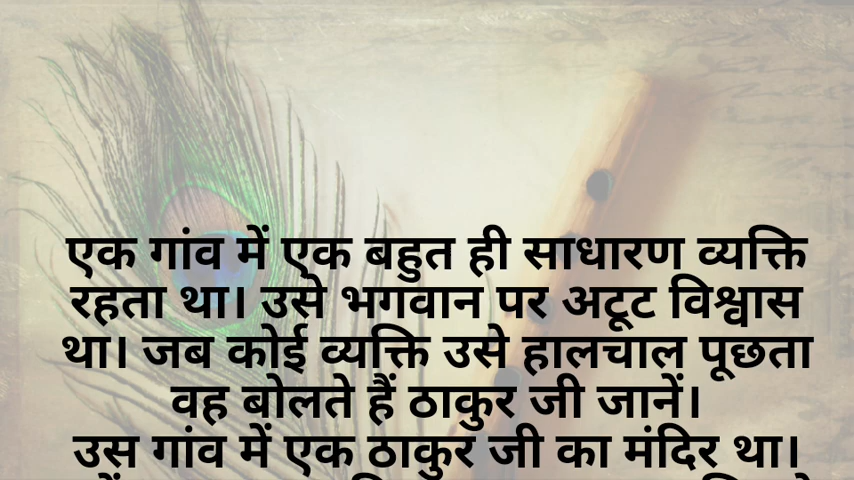 एक गांव में एक बहुत ही साधारण व्यक्ति
रहता था। उसे भगवान पर अटूट विश्वास
था। जब कोई व्यक्ति उसे हालचाल पूछता
वह बोलते हैं ठाकुर जी जानें।
उस गांव में एक ठाकुर जी का मंदिर था।